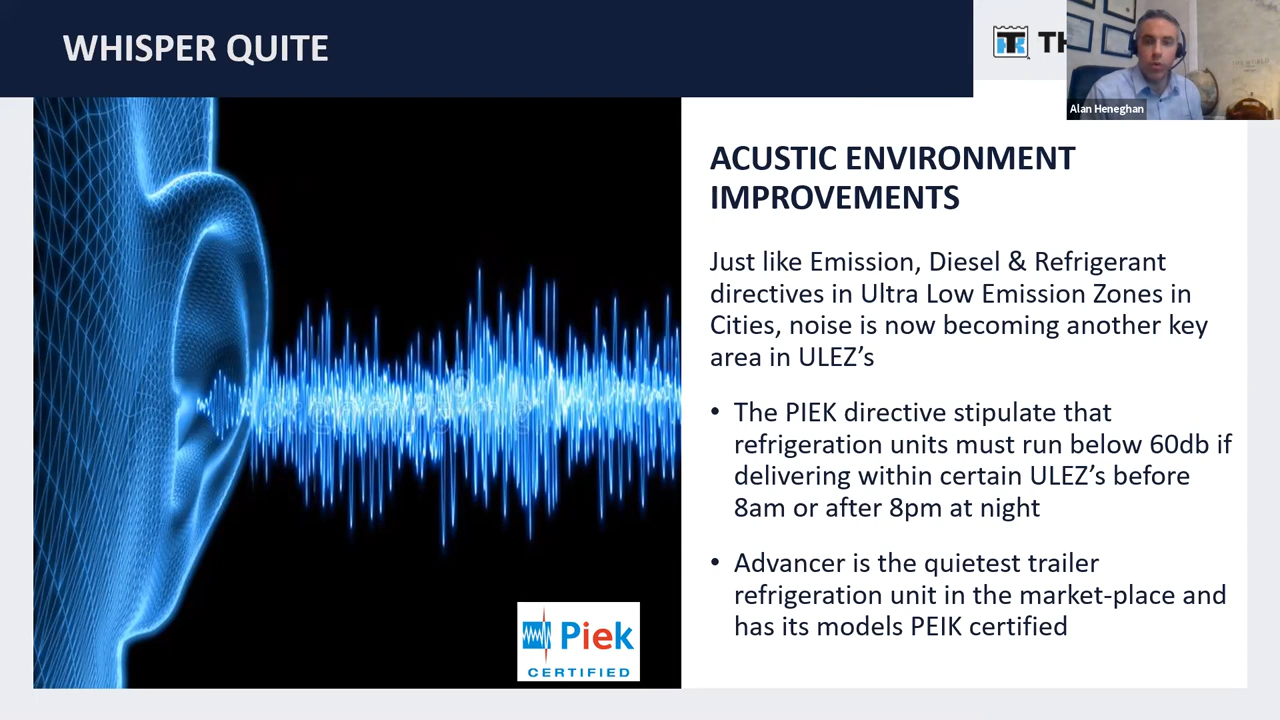 WHISPER QUITE
TH
Alan Heneghan
ACUSTIC ENVIRONMENT
IMPROVEMENTS
Just like Emission, Diesel & Refrigerant
directives in Ultra Low Emission Zones in
Cities, noise is now becoming another key
area in ULEZ’s
• The PIEK directive stipulate that
refrigeration units must run below 60db if
delivering within certain ULEZ’s before
8am or after 8pm at night
• Advancer is the quietest trailer
refrigeration unit in the market-place and
has its models PEIK certified
Piek
CERTIFIED